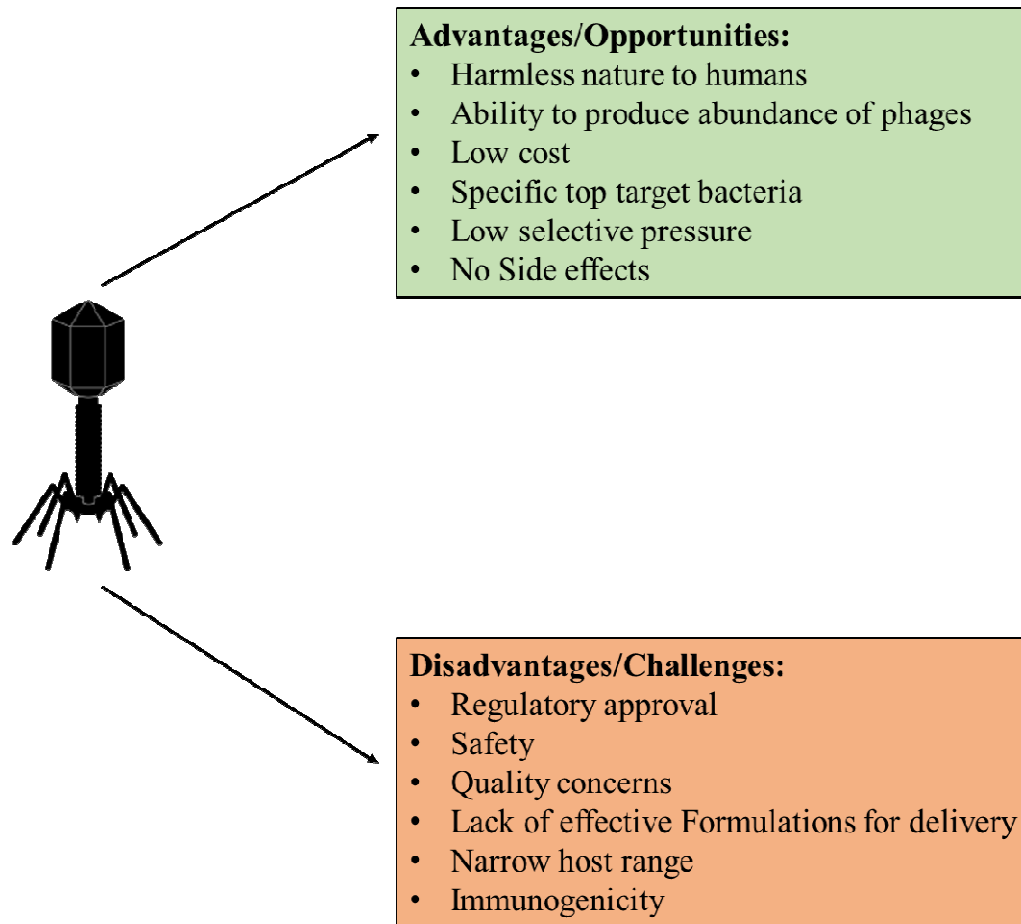 Advantages/Opportunities:
• Harmless nature to humans
• Ability to produce abundance of phages
• Low cost
• Specific top target bacteria
• Low selective pressure
• No Side effects
Disadvantages/Challenges:
• Regulatory approval
• Safety
• Quality concerns
• Lack of effective Formulations for delivery
• Narrow host range
• Immunogenicity